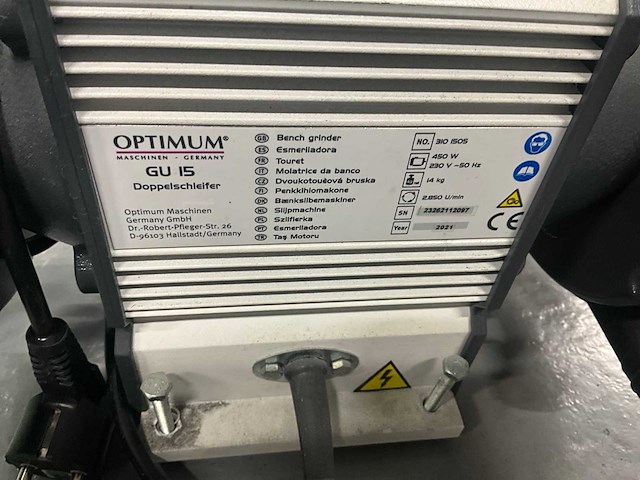 OPTIMUM®
MASCHINEN - GERMANY
GU 15
Doppelschleifer
Optimum Maschinen
Germany GmbH
Dr.-Robert-Pfleger-Str. 26
D-96103 Hallstadt/Germany
GB Bench grinder
ES Esmeriladora
FR Touret
IT Molatrice da banco
CZ Dvoukotouèová bruska
FI Penkkihiomakone
DK Bænkslibemaskiner
NL Slijpmachine
PL Szlifierka
PT Esmeriladora
TR Taş Motoru
NO. 310 1505
450 W
230 V ~50 Hz
14 kg
2.850 U/min
SN 23262112097
Year 2021
CE